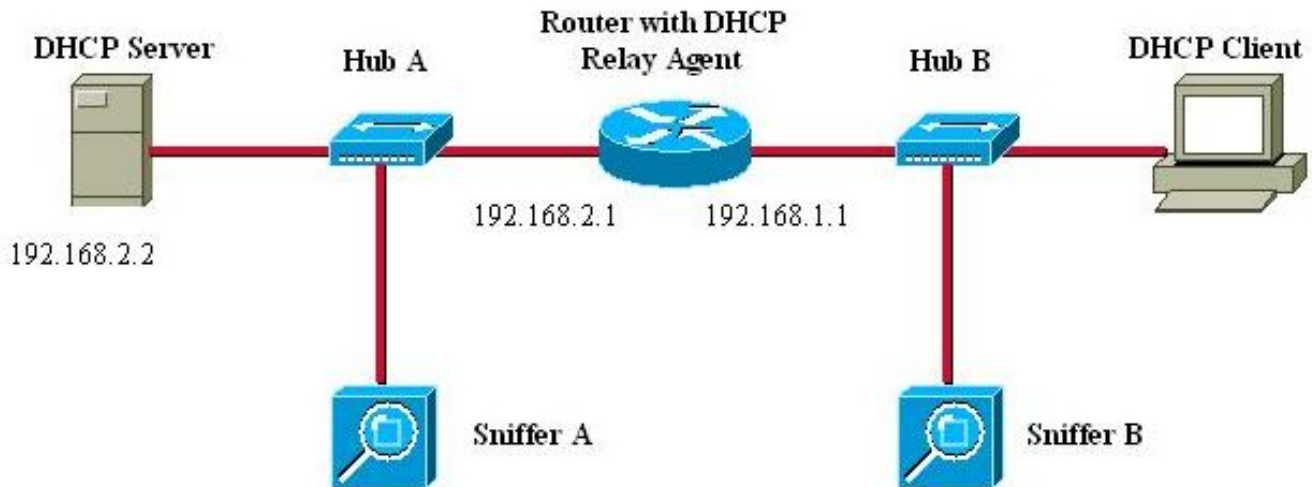 DHCP Server
Hub A
Router with DHCP
Relay Agent
Hub B
DHCP Client
192.168.2.2
192.168.2.1
192.168.1.1
Sniffer A
Sniffer B